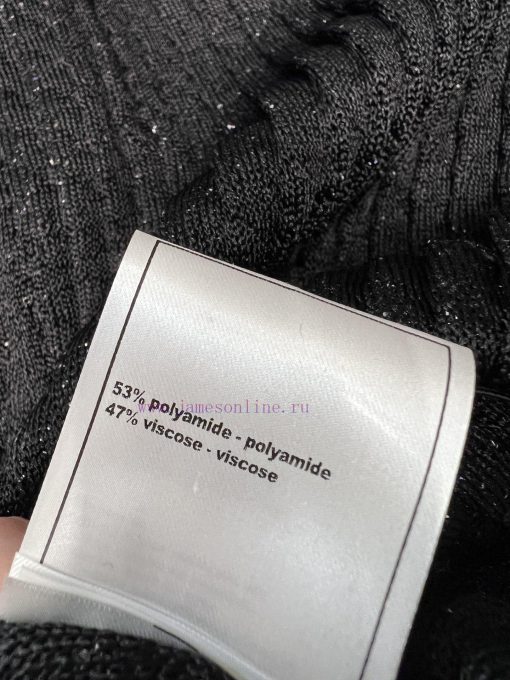 53% polyamide - polyamide
www.jamesonline.ru
47% viscose - viscose